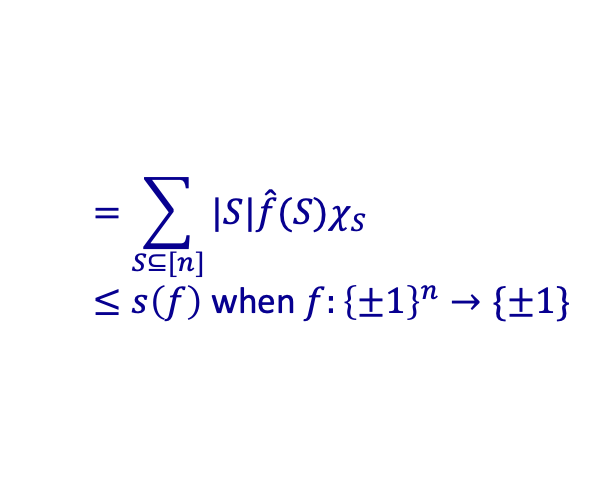 = ∑_{S⊆[n]} |S| f̂(S)χ_S
≤ s(f) when f: {±1}ⁿ → {±1}